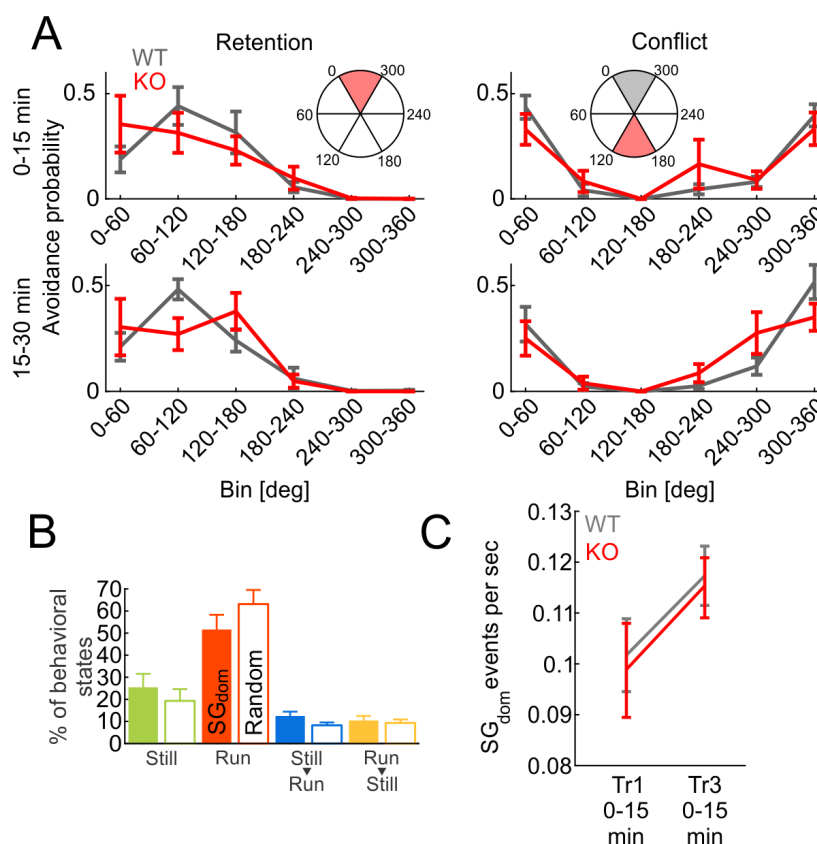 A
Retention
Conflict
WT
KO
0
300
60
240
120
180
0
300
60
240
120
180
0-15 min
15-30 min
Avoidance probability
0.5
0
0-60
60-120
120-180
180-240
240-300
300-360
0.5
0
0-60
60-120
120-180
180-240
240-300
300-360
0.5
0
0-60
60-120
120-180
180-240
240-300
300-360
Bin [deg]
0.5
0
0-60
60-120
120-180
180-240
240-300
300-360
Bin [deg]
B
% of behavioral
states
70
60
50
40
30
20
10
0
SGdom
Random
Still
Run
Still
▼
Run
Run
▼
Still
C
WT
KO
SGdom events per sec
0.13
0.12
0.11
0.1
0.09
0.08
Tr1
0-15
min
Tr3
0-15
min